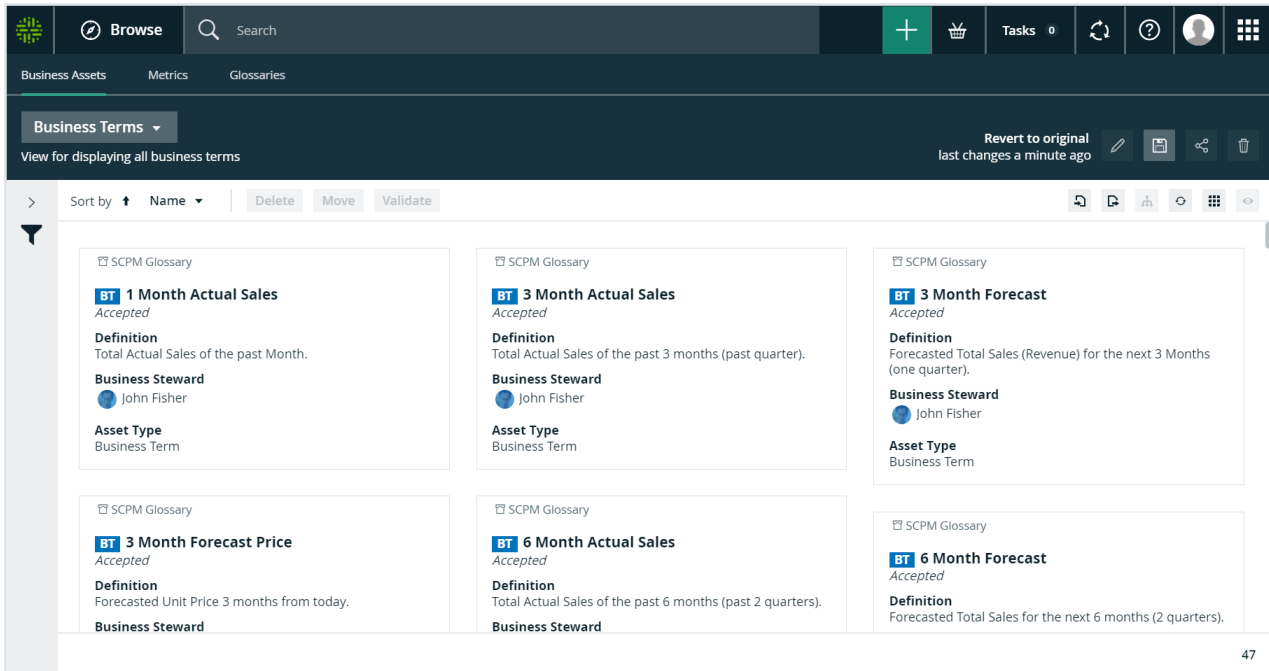 Browse
Search
Tasks 0
Business Assets Metrics Glossaries
Business Terms
View for displaying all business terms
Revert to original
last changes a minute ago
Sort by Name Delete Move Validate
SCPM Glossary
BT 1 Month Actual Sales
Accepted
Definition
Total Actual Sales of the past Month.
Business Steward
John Fisher
Asset Type
Business Term
SCPM Glossary
BT 3 Month Actual Sales
Accepted
Definition
Total Actual Sales of the past 3 months (past quarter).
Business Steward
John Fisher
Asset Type
Business Term
SCPM Glossary
BT 3 Month Forecast
Accepted
Definition
Forecasted Total Sales (Revenue) for the next 3 Months
(one quarter).
Business Steward
John Fisher
Asset Type
Business Term
SCPM Glossary
BT 3 Month Forecast Price
Accepted
Definition
Forecasted Unit Price 3 months from today.
Business Steward
SCPM Glossary
BT 6 Month Actual Sales
Accepted
Definition
Total Actual Sales of the past 6 months (past 2 quarters).
Business Steward
SCPM Glossary
BT 6 Month Forecast
Accepted
Definition
Forecasted Total Sales for the next 6 months (2 quarters).
47